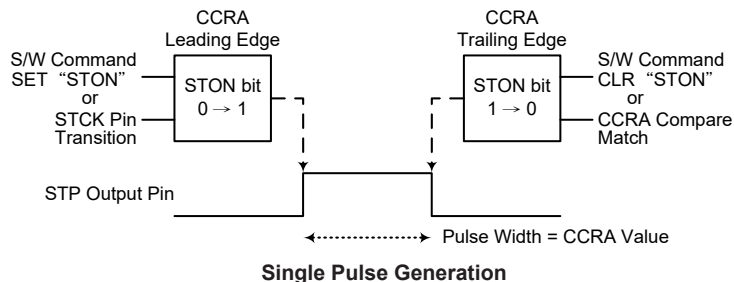 CCRA
Leading Edge
CCRA
Trailing Edge
S/W Command
SET “STON”
or
STCK Pin
Transition
STON bit
0 → 1
STON bit
1 → 0
S/W Command
CLR “STON”
or
CCRA Compare
Match
STP Output Pin
Pulse Width = CCRA Value
Single Pulse Generation